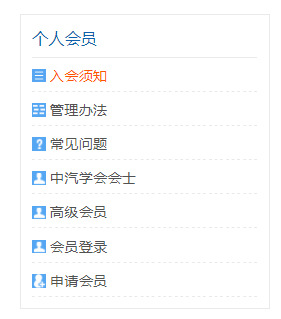 个人会员
入会须知
管理办法
常见问题
中汽学会会士
高级会员
会员登录
申请会员